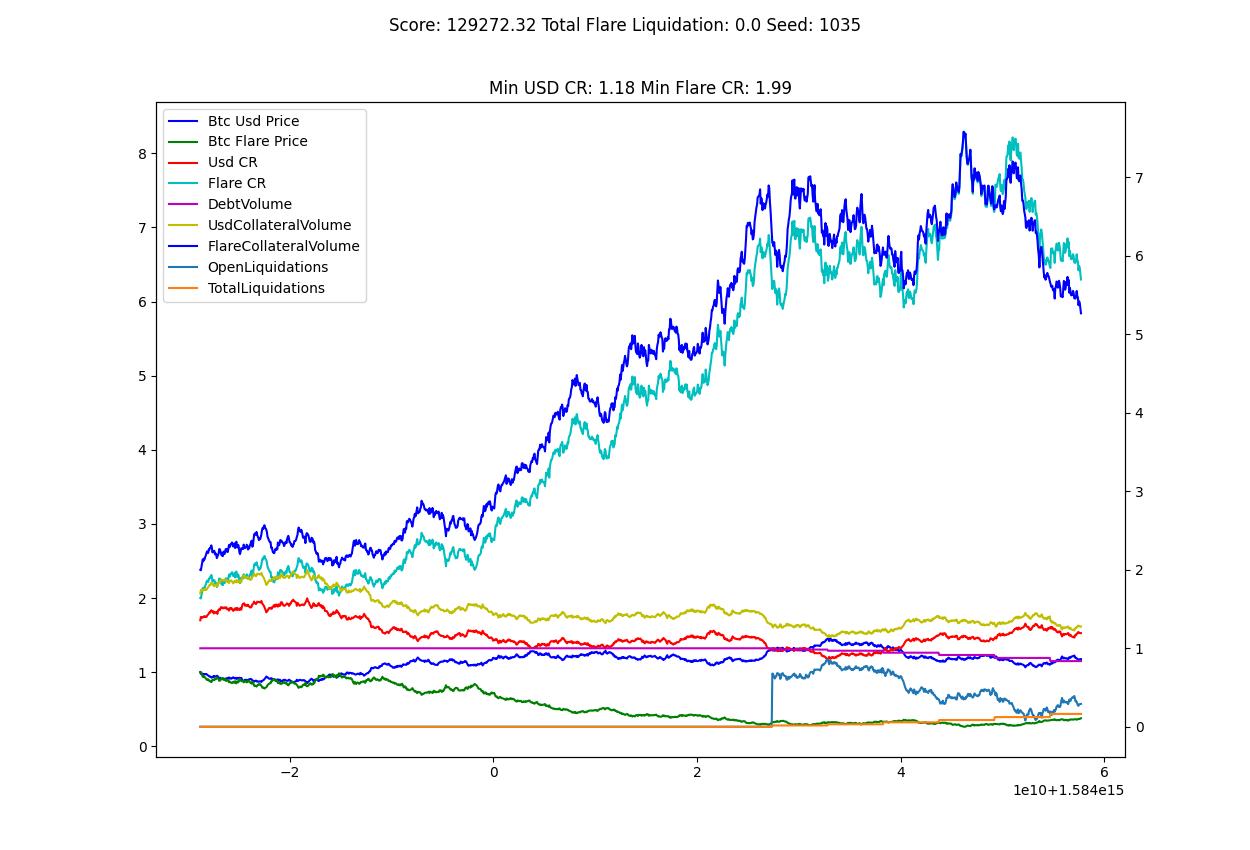 Score: 129272.32 Total Flare Liquidation: 0.0 Seed: 1035
Min USD CR: 1.18 Min Flare CR: 1.99
Btc Usd Price
Btc Flare Price
Usd CR
Flare CR
DebtVolume
UsdCollateralVolume
FlareCollateralVolume
OpenLiquidations
TotalLiquidations
8
7
6
5
4
3
2
1
0
7
6
5
4
3
2
1
0
−2
0
2
4
6
1e10+1.584e15